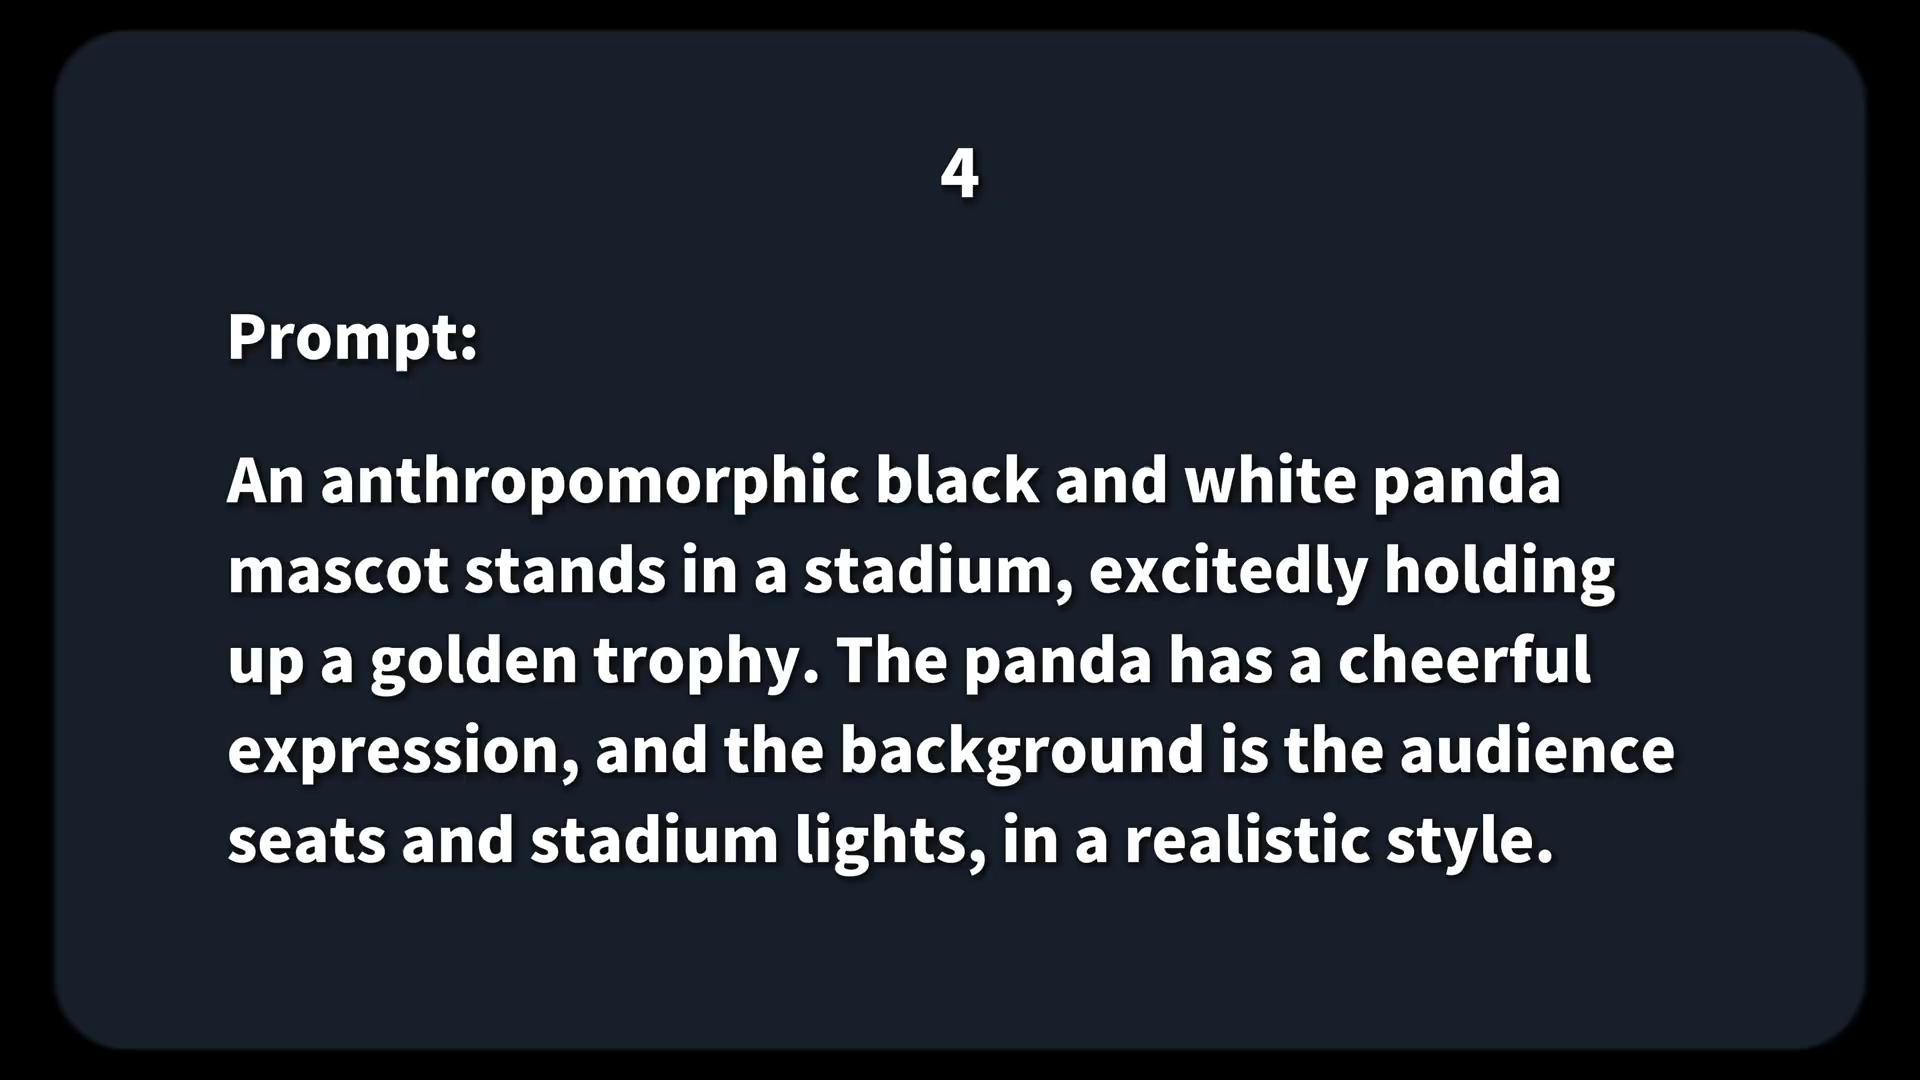 4
Prompt:
An anthropomorphic black and white panda
mascot stands in a stadium, excitedly holding
up a golden trophy. The panda has a cheerful
expression, and the background is the audience
seats and stadium lights, in a realistic style.